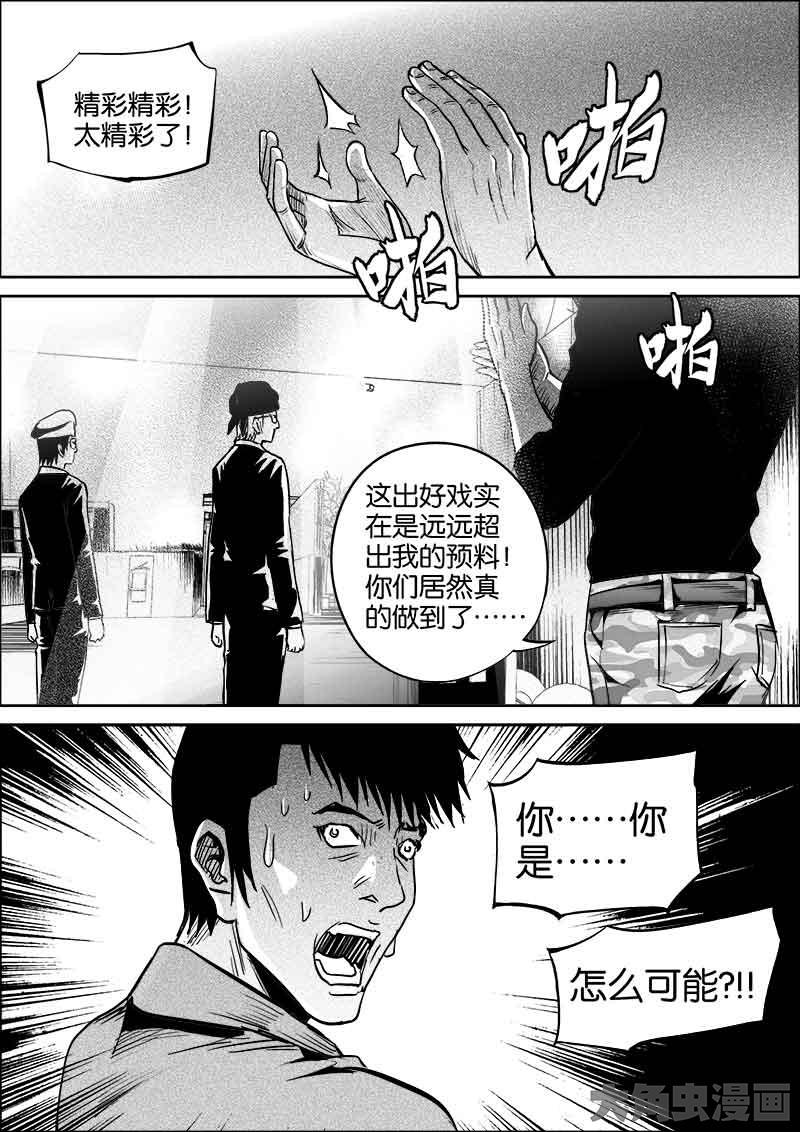 精彩精彩！
太精彩了！
啪
啪
啪
这出好戏实
在是远远超
出我的预料！
你们居然真
的做到了……
你……你
是……
怎么可能?!!
大角虫漫画